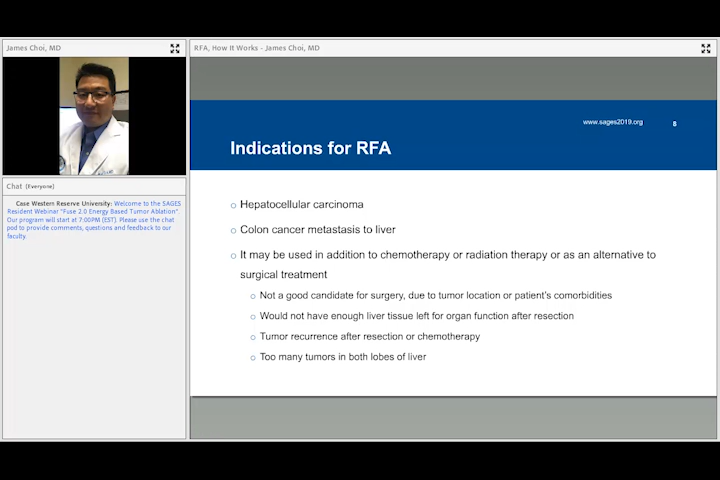 James Choi, MD
RFA, How It Works - James Choi, MD
Chat (Everyone)
Case Western Reserve University: Welcome to the SAGES
Resident Webinar "Fuse 2.0 Energy Based Tumor Ablation".
Our program will start at 7:00PM (EST). Please use the chat
pod to provide comments, questions and feedback to our
faculty.
www.sages2019.org
8
Indications for RFA
Hepatocellular carcinoma
Colon cancer metastasis to liver
It may be used in addition to chemotherapy or radiation therapy or as an alternative to
surgical treatment
Not a good candidate for surgery, due to tumor location or patient's comorbidities
Would not have enough liver tissue left for organ function after resection
Tumor recurrence after resection or chemotherapy
Too many tumors in both lobes of liver